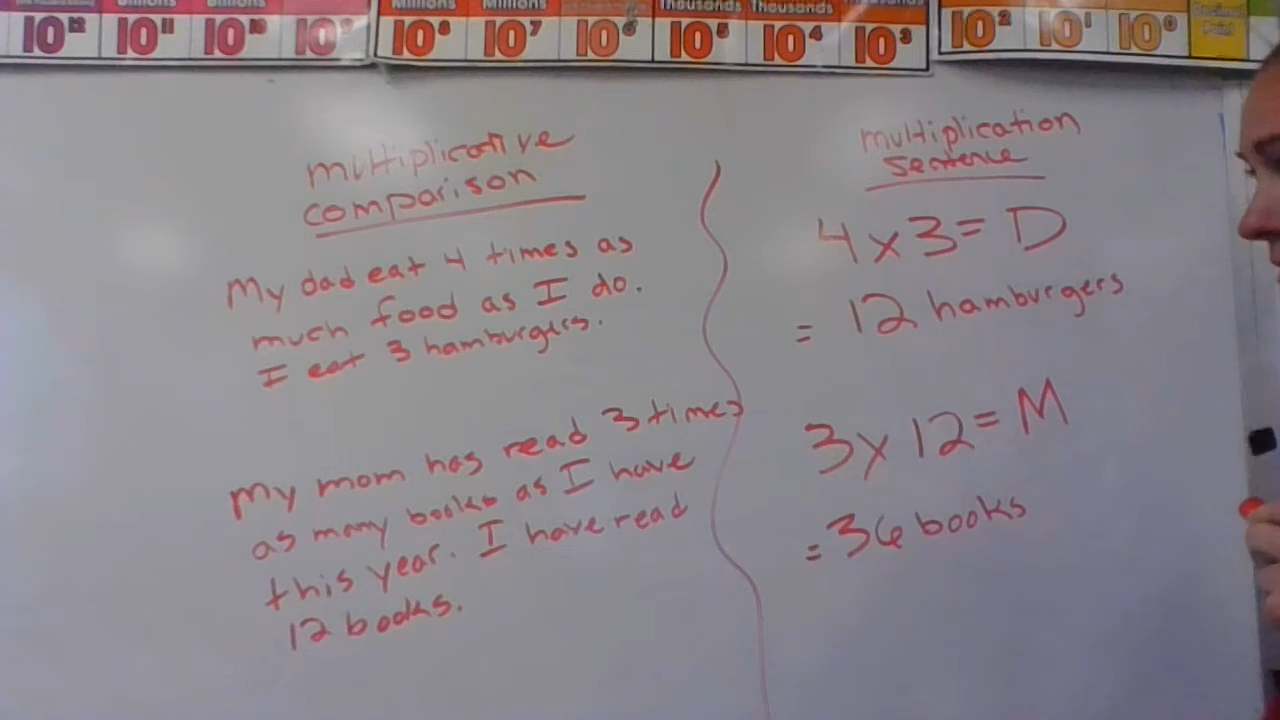 Millions
Millions
Thousands
Thousands
10¹²
10¹¹
10¹⁰
10⁹
10⁸
10⁷
10⁶
10⁵
10⁴
10³
10²
10¹
10⁰
Decimal
Point
multiplicative
comparison
My dad eat 4 times as
much food as I do.
I eat 3 hamburgers.
My mom has read 3 times
as many books as I have
this year. I have read
12 books.
multiplication
sentence
4 x 3 = D
= 12 hamburgers
3 x 12 = M
= 36 books